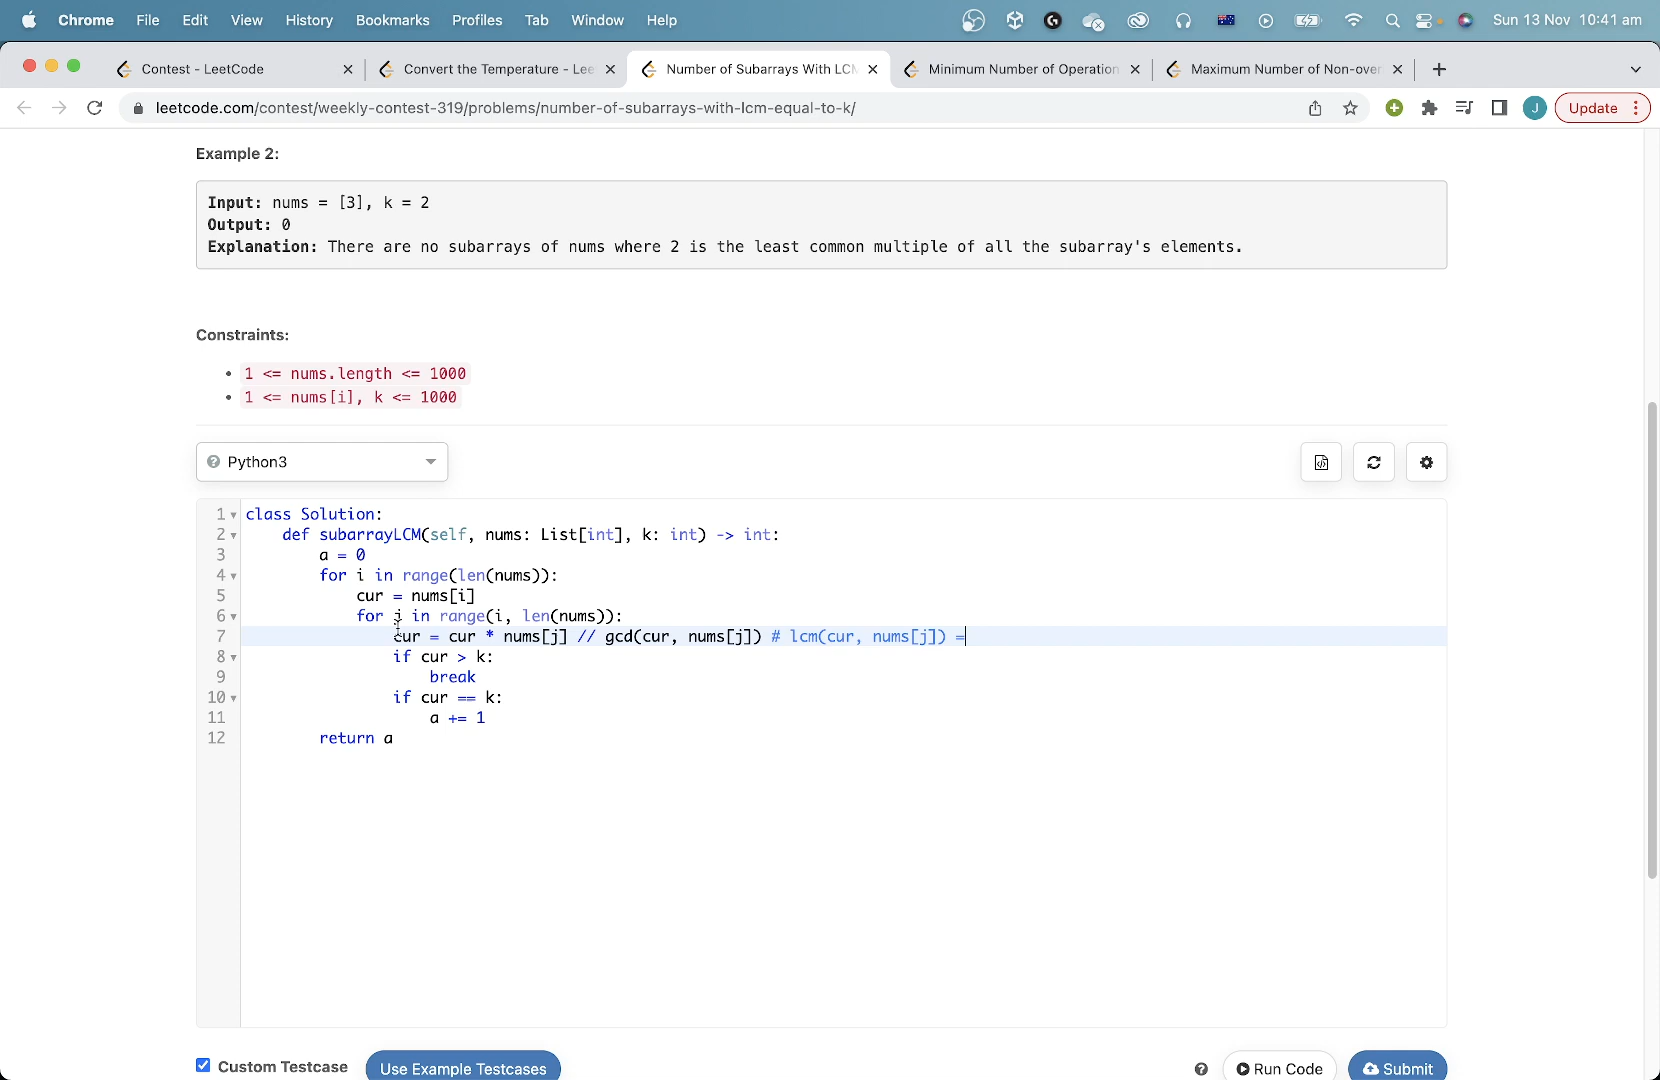 Chrome File Edit View History Bookmarks Profiles Tab Window Help Sun 13 Nov 10:41 am
Contest - LeetCode Convert the Temperature - Lee Number of Subarrays With LC Minimum Number of Operation Maximum Number of Non-over
leetcode.com/contest/weekly-contest-319/problems/number-of-subarrays-with-lcm-equal-to-k/ J Update
Example 2:
Input: nums = [3], k = 2
Output: 0
Explanation: There are no subarrays of nums where 2 is the least common multiple of all the subarray's elements.
Constraints:
• 1 <= nums.length <= 1000
• 1 <= nums[i], k <= 1000
Python3
1 class Solution:
2 def subarrayLCM(self, nums: List[int], k: int) -> int:
3 a = 0
4 for i in range(len(nums)):
5 cur = nums[i]
6 for j in range(i, len(nums)):
7 cur = cur * nums[j] // gcd(cur, nums[j]) # lcm(cur, nums[j]) =
8 if cur > k:
9 break
10 if cur == k:
11 a += 1
12 return a
Custom Testcase Use Example Testcases Run Code Submit